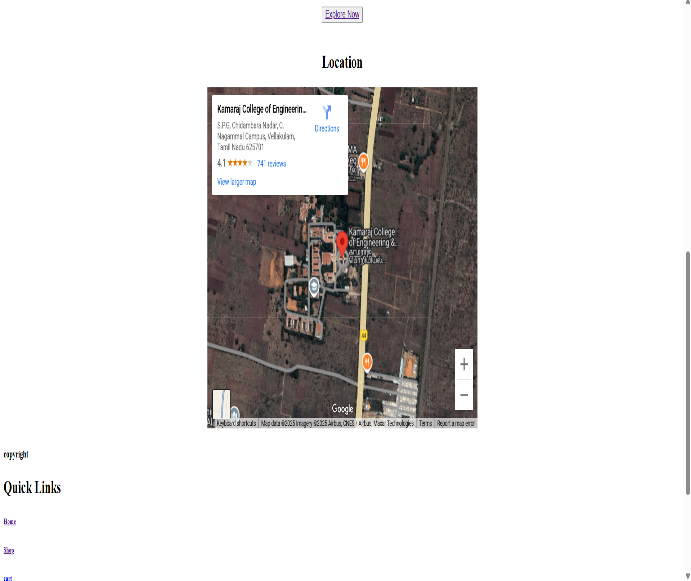 Explore Now
Location
Kamaraj College of Engineerin...
S.P.G. Chidambara Nadar, C.
Nagammal Campus, Vellakulam,
Tamil Nadu 625701
Directions
4.1
741 reviews
View larger map
Kamaraj College
of Engineering &...
Google
Keyboard shortcuts
Map data ©2025 Imagery ©2025 Airbus, CNES / Airbus, Maxar Technologies
Terms
Report a map error
copyright
Quick Links
Home
Shop
cart